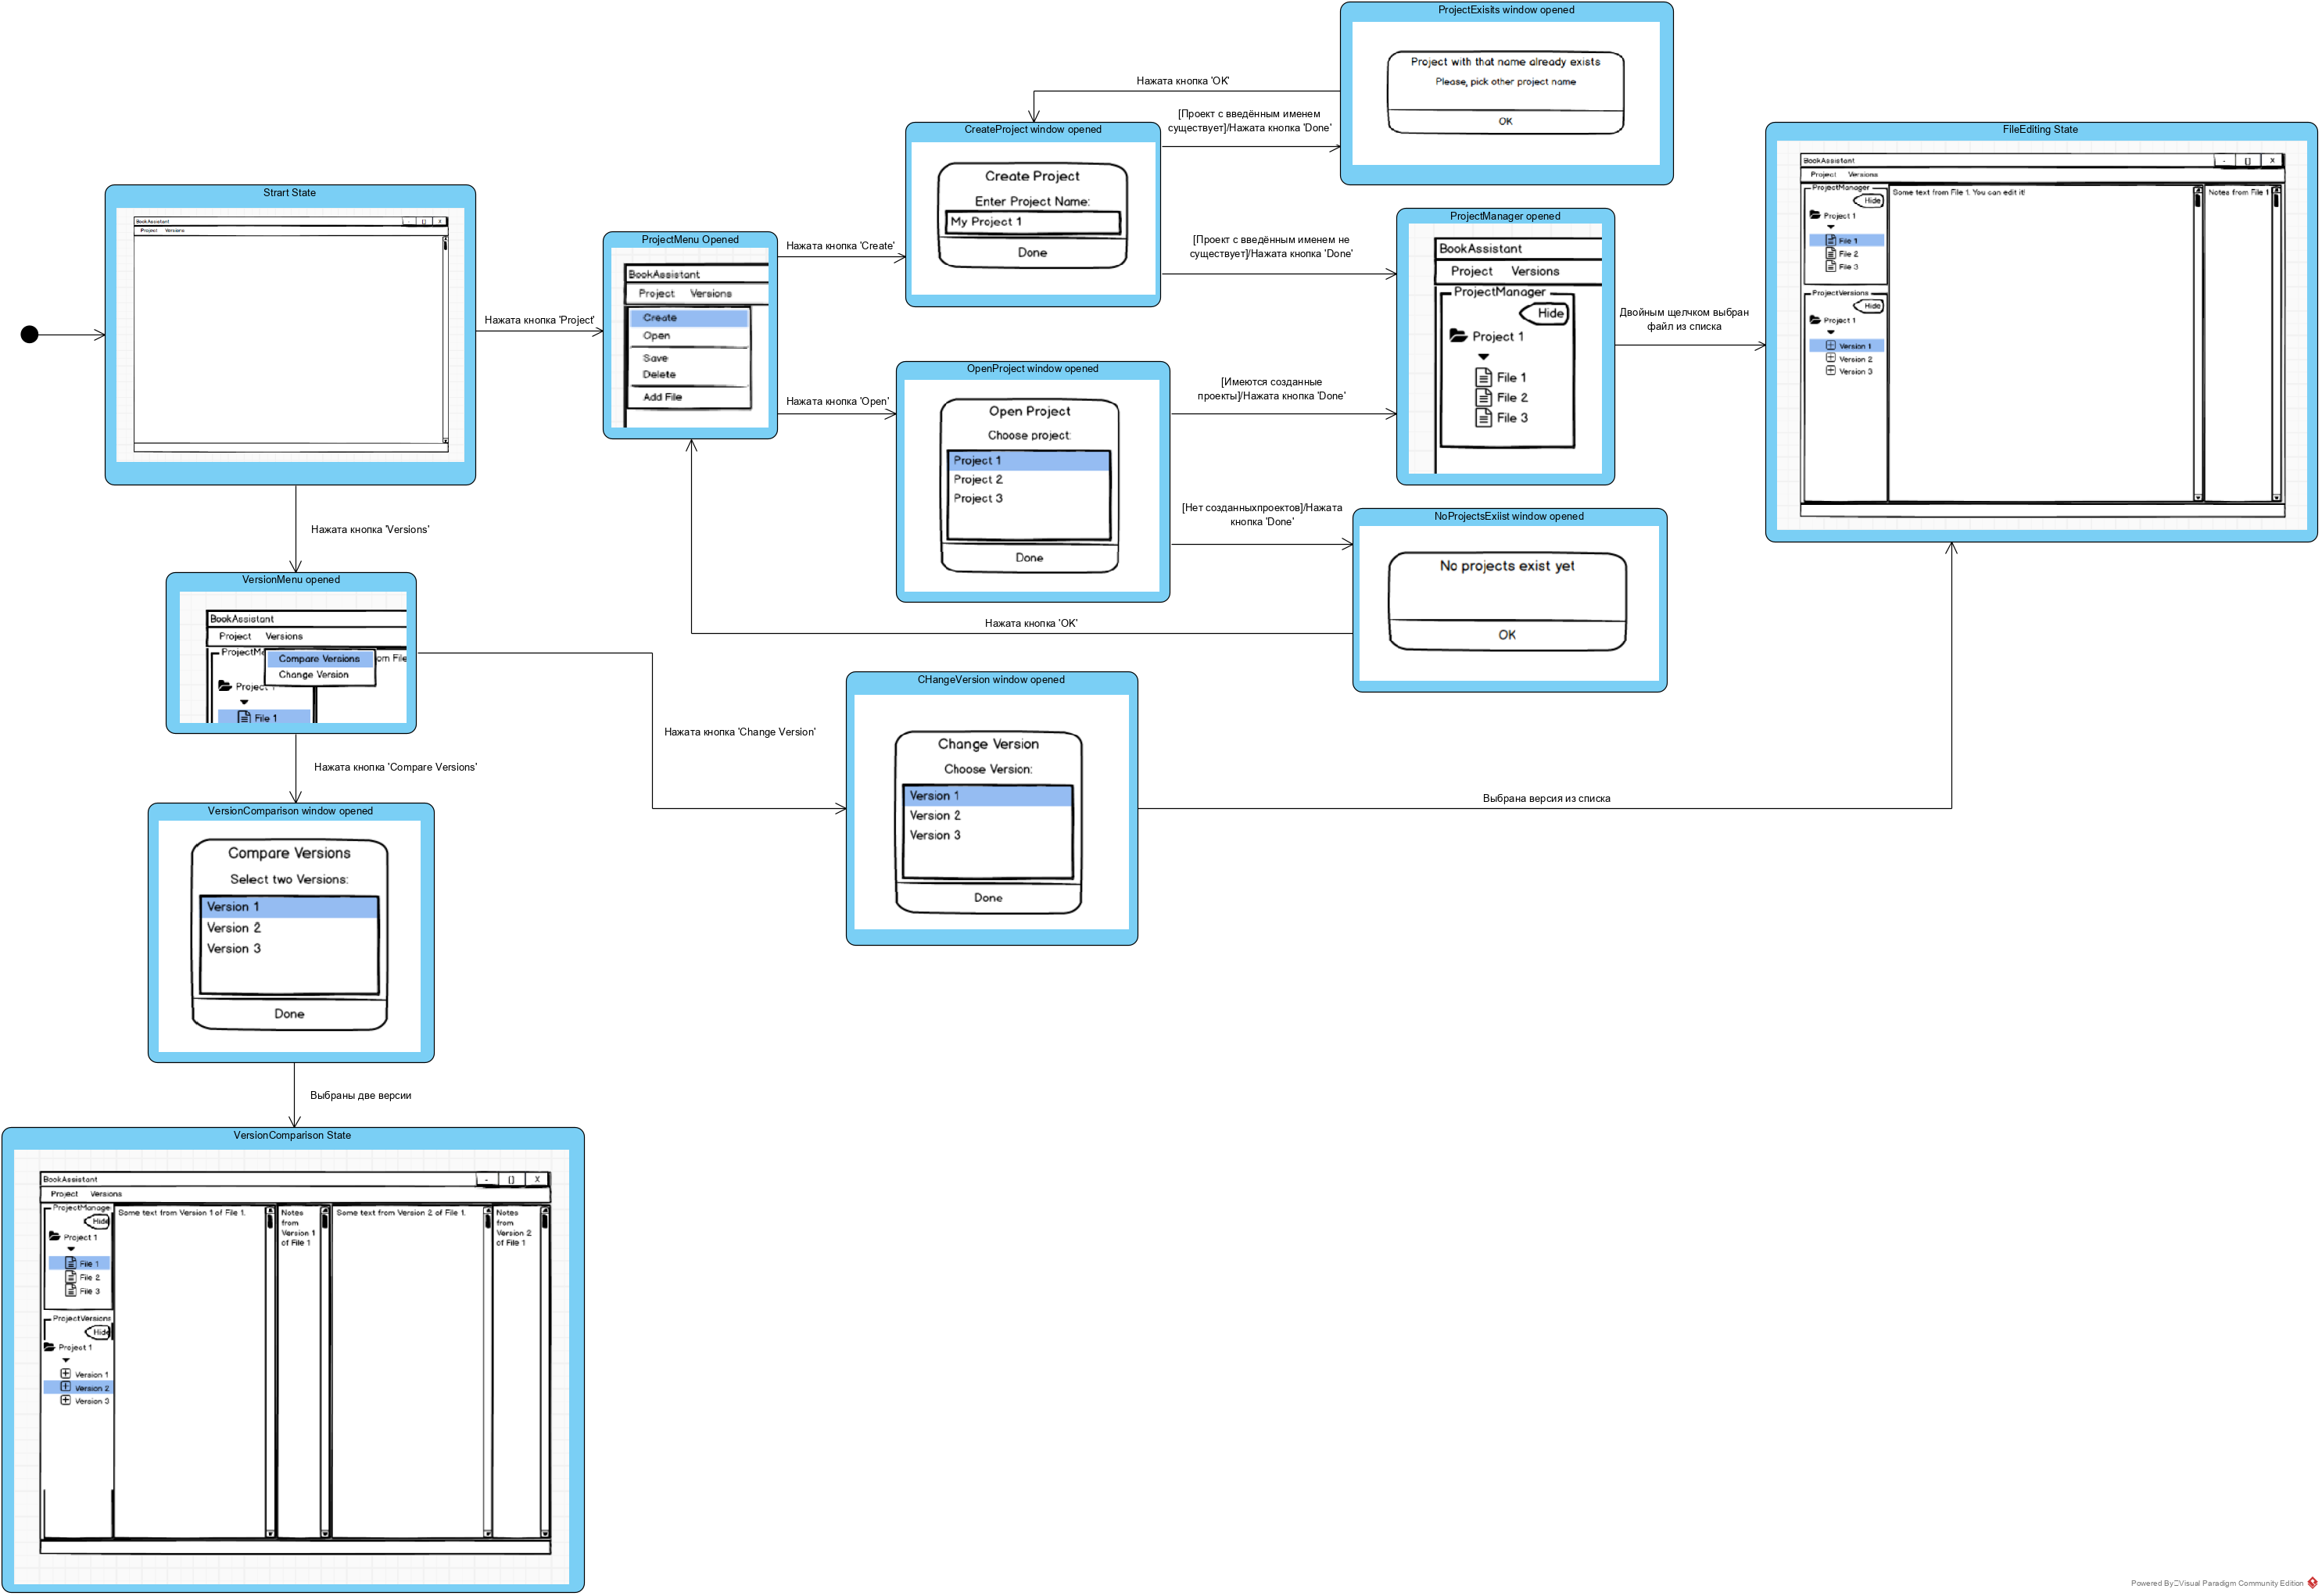 ProjectExisits window opened
Project with that name already exists
Please, pick other project name
OK
Нажата кнопка 'OK'
[Проект с введённым именем
существует]/Нажата кнопка 'Done'
CreateProject window opened
Create Project
Enter Project Name:
My Project 1
Done
FileEditing State
BookAssistant
- [] X
Project Versions
ProjectManager
Hide
Project 1
File 1
File 2
File 3
Some text from File 1. You can edit it!
Notes from File 1
ProjectVersions
Hide
Project 1
Version 1
Version 2
Version 3
Strart State
BookAssistant
- [] X
Project Versions
Нажата кнопка 'Project'
ProjectMenu Opened
BookAssistant
Project Versions
Create
Open
Save
Delete
Add File
Нажата кнопка 'Create'
[Проект с введённым именем не
существует]/Нажата кнопка 'Done'
ProjectManager opened
BookAssistant
Project Versions
ProjectManager
Hide
Project 1
File 1
File 2
File 3
Двойным щелчком выбран
файл из списка
Нажата кнопка 'Open'
OpenProject window opened
Open Project
Choose project:
Project 1
Project 2
Project 3
Done
[Имеются созданные
проекты]/Нажата кнопка 'Done'
[Нет созданныхпроектов]/Нажата
кнопка 'Done'
NoProjectsExiist window opened
No projects exist yet
OK
Нажата кнопка 'OK'
Нажата кнопка 'Versions'
VersionMenu opened
BookAssistant
Project Versions
ProjectMa
Compare Versions
om File
Change Version
Project 1
File 1
Нажата кнопка 'Change Version'
CHangeVersion window opened
Change Version
Choose Version:
Version 1
Version 2
Version 3
Done
Выбрана версия из списка
Нажата кнопка 'Compare Versions'
VersionComparison window opened
Compare Versions
Select two Versions:
Version 1
Version 2
Version 3
Done
Выбраны две версии
VersionComparison State
BookAssistant
- [] X
Project Versions
ProjectManage
Hide
Project 1
File 1
File 2
File 3
Some text from Version 1 of File 1.
Notes
from
Version 1
of File 1
Some text from Version 2 of File 1.
Notes
from
Version 2
of File 1
ProjectVersions
Hide
Project 1
Version 1
Version 2
Version 3
Powered By Visual Paradigm Community Edition